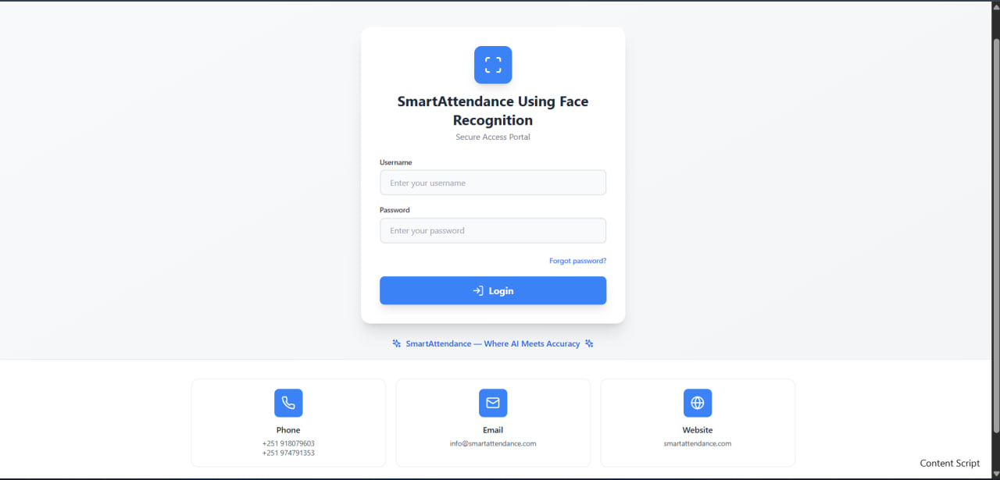 SmartAttendance Using Face
Recognition
Secure Access Portal
Username
Enter your username
Password
Enter your password
Forgot password?
Login
SmartAttendance — Where AI Meets Accuracy
Phone
+251 918079603
+251 974791353
Email
info@smartattendance.com
Website
smartattendance.com
Content Script